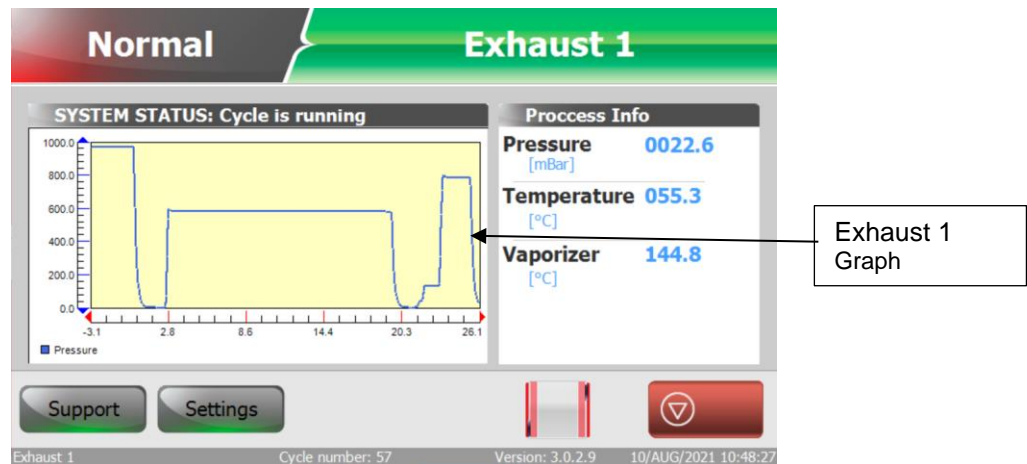 Normal
Exhaust 1
SYSTEM STATUS: Cycle is running
1000.0
800.0
600.0
400.0
200.0
0.0
-3.1 2.8 8.6 14.4 20.3 26.1
Pressure
Proccess Info
Pressure 0022.6
[mBar]
Temperature 055.3
[°C]
Vaporizer 144.8
[°C]
Exhaust 1
Graph
Support Settings
Exhaust 1 Cycle number: 57 Version: 3.0.2.9 10/AUG/2021 10:48:27